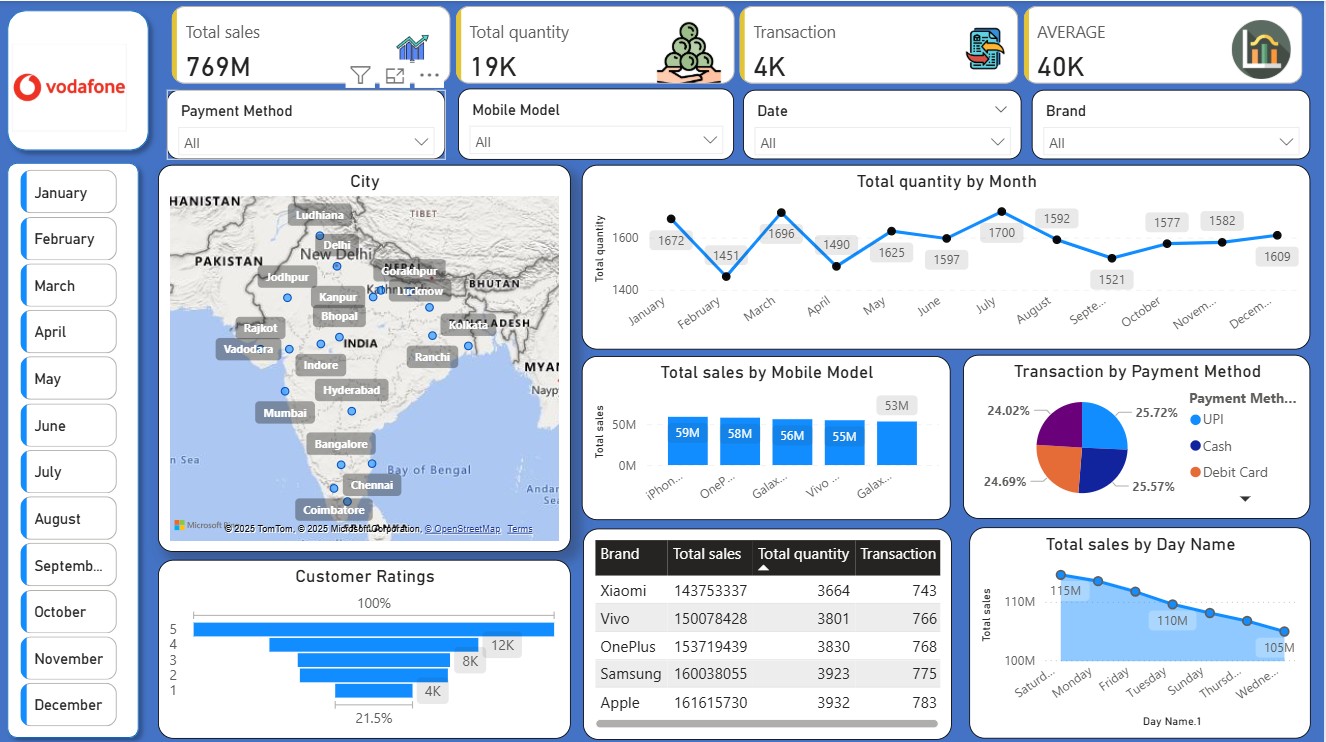 vodafone
Total sales
769M
Total quantity
19K
Transaction
4K
AVERAGE
40K
Payment Method
All
Mobile Model
All
Date
All
Brand
All
January
February
March
April
May
June
July
August
Septemb...
October
November
December
City
HANISTAN
TIBET
Ludhiana
Delhi
New Delhi
PAKISTAN
NEPAL
Jodhpur
Gorakhpur
BHUTAN
Kanpur
Lucknow
Bhopal
Rajkot
Kolkata
DESH
Vadodara
INDIA
Ranchi
Indore
MYAN
Hyderabad
Nayp
Mumbai
Bangalore
n Sea
Bay of Bengal
Chennai
Andar
Sea
Coimbatore
Microsoft
© 2025 TomTom, © 2025 Microsoft Corporation, © OpenStreetMap Terms
Total quantity by Month
Total quantity
1600
1400
1672
1451
1696
1490
1625
1597
1700
1592
1521
1577
1582
1609
January
February
March
April
May
June
July
August
Septe...
October
Novem...
Decem...
Total sales by Mobile Model
Total sales
50M
0M
59M
58M
56M
55M
53M
iPhon...
OneP...
Galax...
Vivo ...
Galax...
Transaction by Payment Method
24.02%
25.72%
24.69%
25.57%
Payment Meth...
UPI
Cash
Debit Card
Customer Ratings
100%
5
4
12K
3
8K
2
1
4K
21.5%
Brand Total sales Total quantity Transaction
Xiaomi 143753337 3664 743
Vivo 150078428 3801 766
OnePlus 153719439 3830 768
Samsung 160038055 3923 775
Apple 161615730 3932 783
Total sales by Day Name
Total sales
110M
100M
115M
110M
105M
Saturd...
Monday
Friday
Tuesday
Sunday
Thursd...
Wedne...
Day Name.1